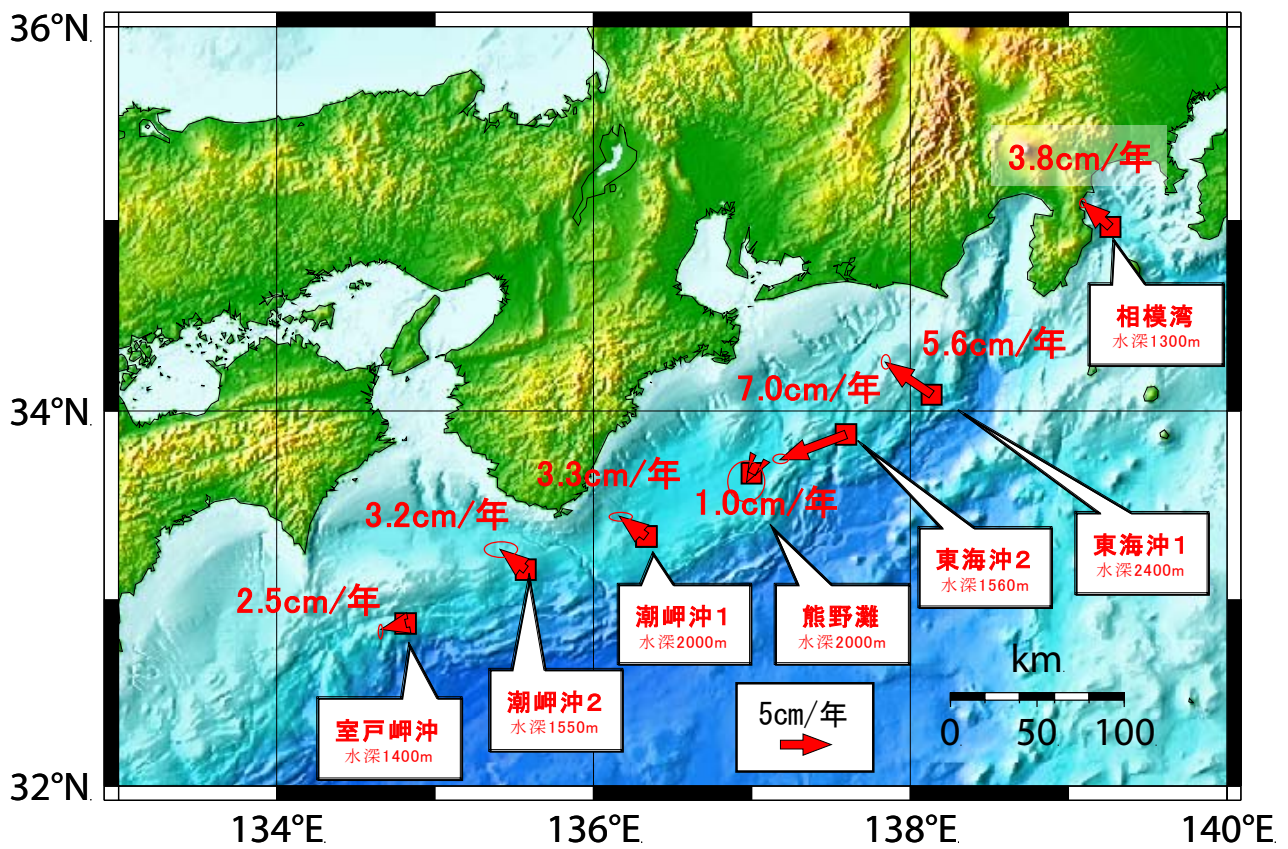 36°N
34°N
32°N
134°E
136°E
138°E
140°E
3.8cm/年
相模湾
水深1300m
5.6cm/年
東海沖1
水深2400m
7.0cm/年
東海沖2
水深1560m
1.0cm/年
熊野灘
水深2000m
3.3cm/年
潮岬沖1
水深2000m
3.2cm/年
潮岬沖2
水深1550m
2.5cm/年
室戸岬沖
水深1400m
5cm/年
km
0 50 100